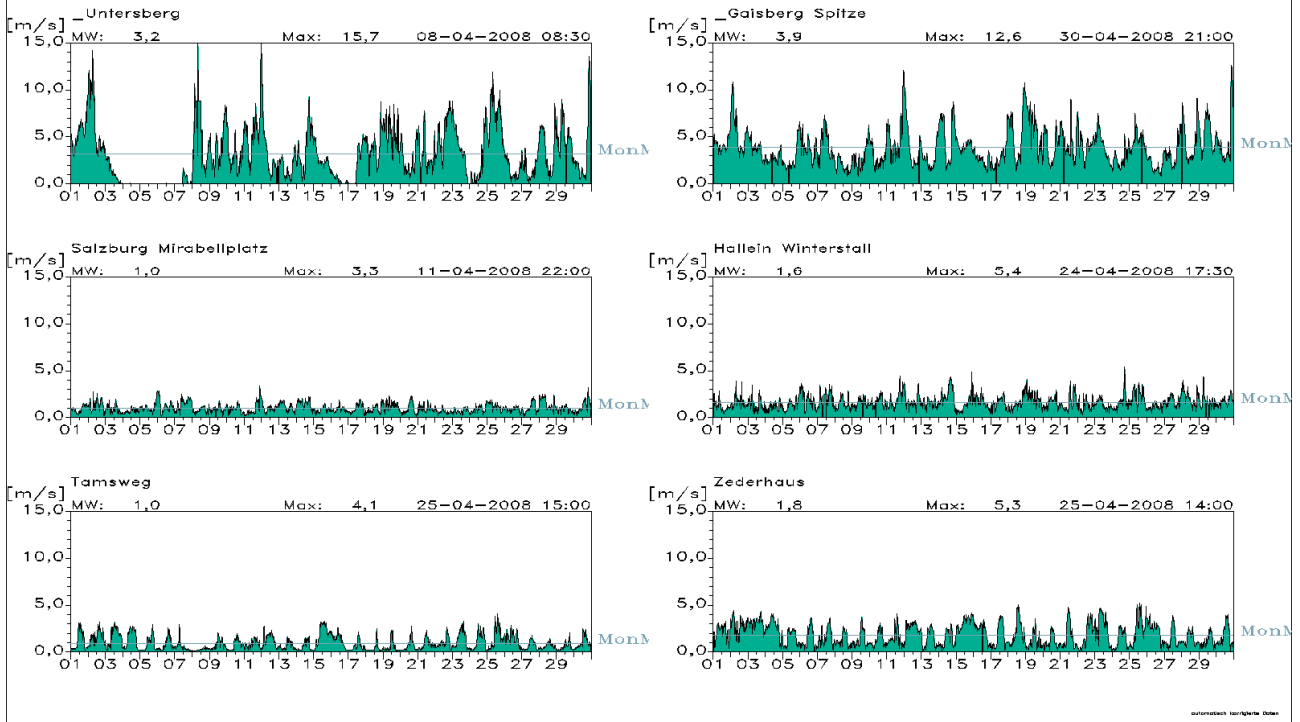 _Untersberg
[m/s]
MW: 3,2 Max: 15,7 08-04-2008 08:30
15,0
10,0
5,0
0,0
MonM
01 03 05 07 09 11 13 15 17 19 21 23 25 27 29
_Gaisberg Spitze
[m/s]
MW: 3,9 Max: 12,6 30-04-2008 21:00
15,0
10,0
5,0
0,0
MonM
01 03 05 07 09 11 13 15 17 19 21 23 25 27 29
Salzburg Mirabellplatz
[m/s]
MW: 1,0 Max: 3,3 11-04-2008 22:00
15,0
10,0
5,0
0,0
MonM
01 03 05 07 09 11 13 15 17 19 21 23 25 27 29
Hallein Winterstall
[m/s]
MW: 1,6 Max: 5,4 24-04-2008 17:30
15,0
10,0
5,0
0,0
MonM
01 03 05 07 09 11 13 15 17 19 21 23 25 27 29
Tamsweg
[m/s]
MW: 1,0 Max: 4,1 25-04-2008 15:00
15,0
10,0
5,0
0,0
MonM
01 03 05 07 09 11 13 15 17 19 21 23 25 27 29
Zederhaus
[m/s]
MW: 1,8 Max: 5,3 25-04-2008 14:00
15,0
10,0
5,0
0,0
MonM
01 03 05 07 09 11 13 15 17 19 21 23 25 27 29
automatisch korrigierte Daten